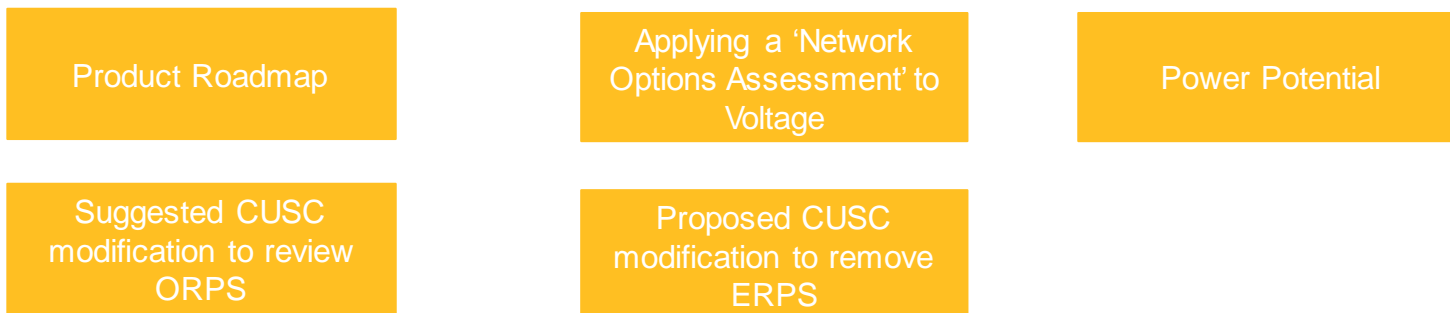 Product Roadmap
Applying a ‘Network
Options Assessment’ to
Voltage
Power Potential
Suggested CUSC
modification to review
ORPS
Proposed CUSC
modification to remove
ERPS